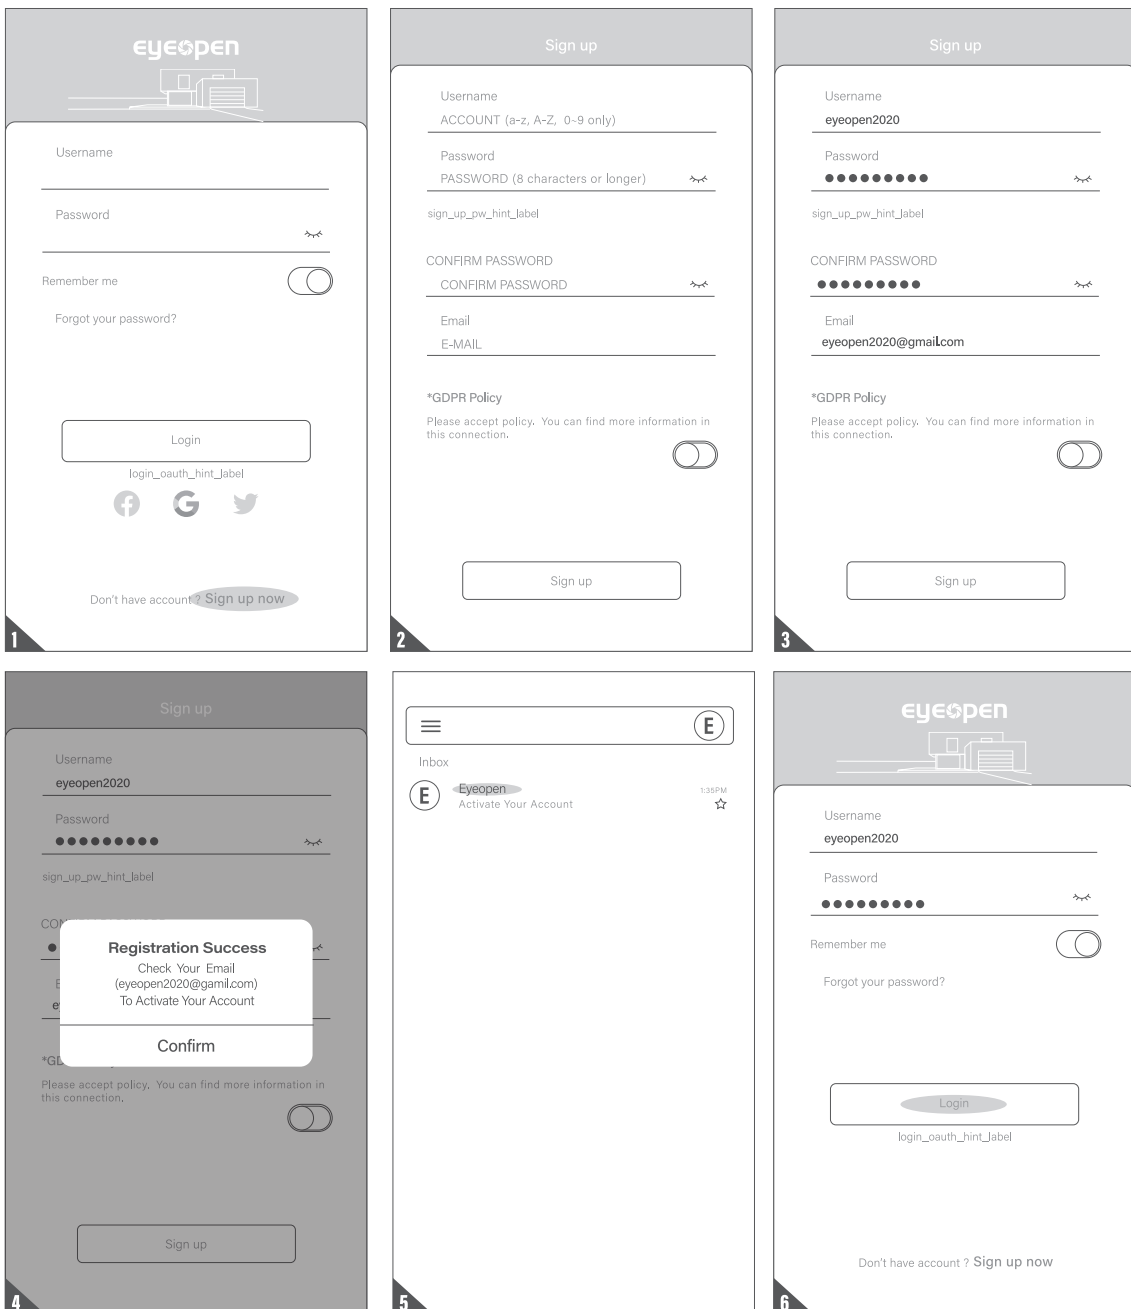 eyeopen
Username
Password
Remember me
Forgot your password?
Login
login_oauth_hint_label
G
Don't have account ? Sign up now
1
Sign up
Username
ACCOUNT (a-z, A-Z, 0~9 only)
Password
PASSWORD (8 characters or longer)
sign_up_pw_hint_label
CONFIRM PASSWORD
CONFIRM PASSWORD
Email
E-MAIL
*GDPR Policy
Please accept policy. You can find more information in
this connection.
Sign up
2
Sign up
Username
eyeopen2020
Password
sign_up_pw_hint_label
CONFIRM PASSWORD
Email
eyeopen2020@gmail.com
*GDPR Policy
Please accept policy. You can find more information in
this connection.
Sign up
3
Sign up
Username
eyeopen2020
Password
sign_up_pw_hint_label
Registration Success
Check Your Email
(eyeopen2020@gamil.com)
To Activate Your Account
Confirm
*GD
Please accept policy. You can find more information in
this connection.
Sign up
4
E
Inbox
E
Eyeopen
1:35PM
Activate Your Account
5
eyeopen
Username
eyeopen2020
Password
Remember me
Forgot your password?
Login
login_oauth_hint_label
Don't have account ? Sign up now
6